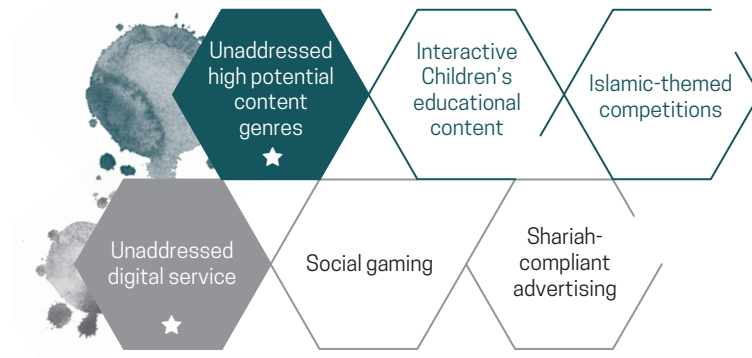 Unaddressed
high potential
content
genres
Interactive
Children’s
educational
content
Islamic-themed
competitions
Unaddressed
digital service
Social gaming
Shariah-
compliant
advertising